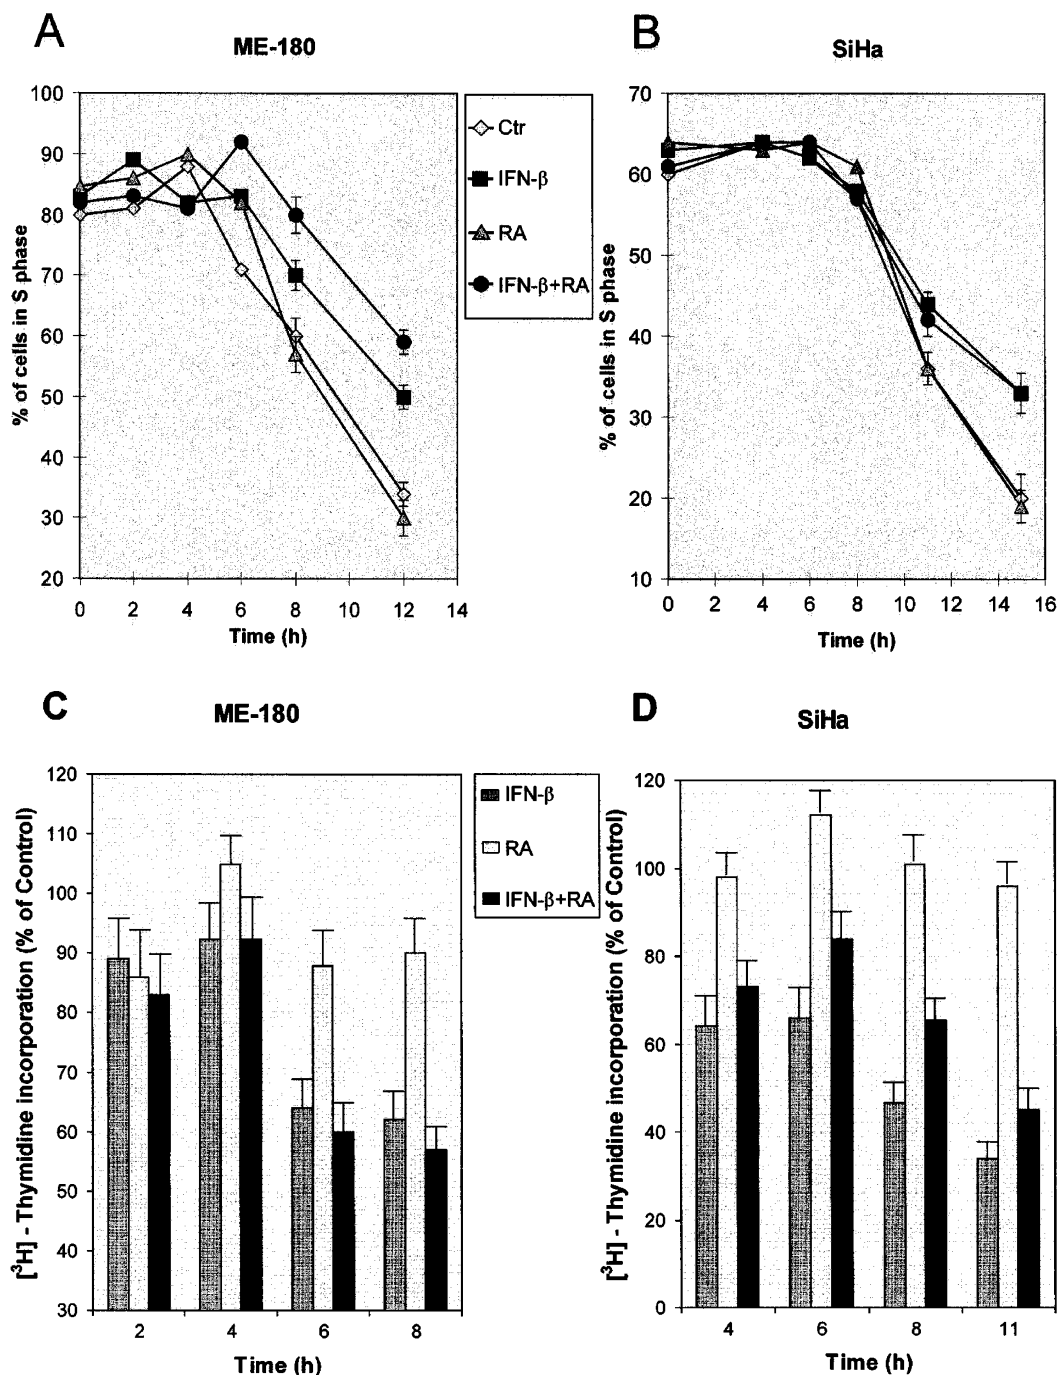 A
ME-180
% of cells in S phase
100
90
80
70
60
50
40
30
20
0 2 4 6 8 10 12 14
Time (h)
Ctr
IFN-β
RA
IFN-β+RA
B
SiHa
% of cells in S phase
70
60
50
40
30
20
10
0 2 4 6 8 10 12 14 16
Time (h)
C
ME-180
[³H] - Thymidine incorporation (% of Control)
120
110
100
90
80
70
60
50
40
30
2 4 6 8
Time (h)
IFN-β
RA
IFN-β+RA
D
SiHa
[³H] - Thymidine incorporation (% of Control)
120
100
80
60
40
20
0
4 6 8 11
Time (h)